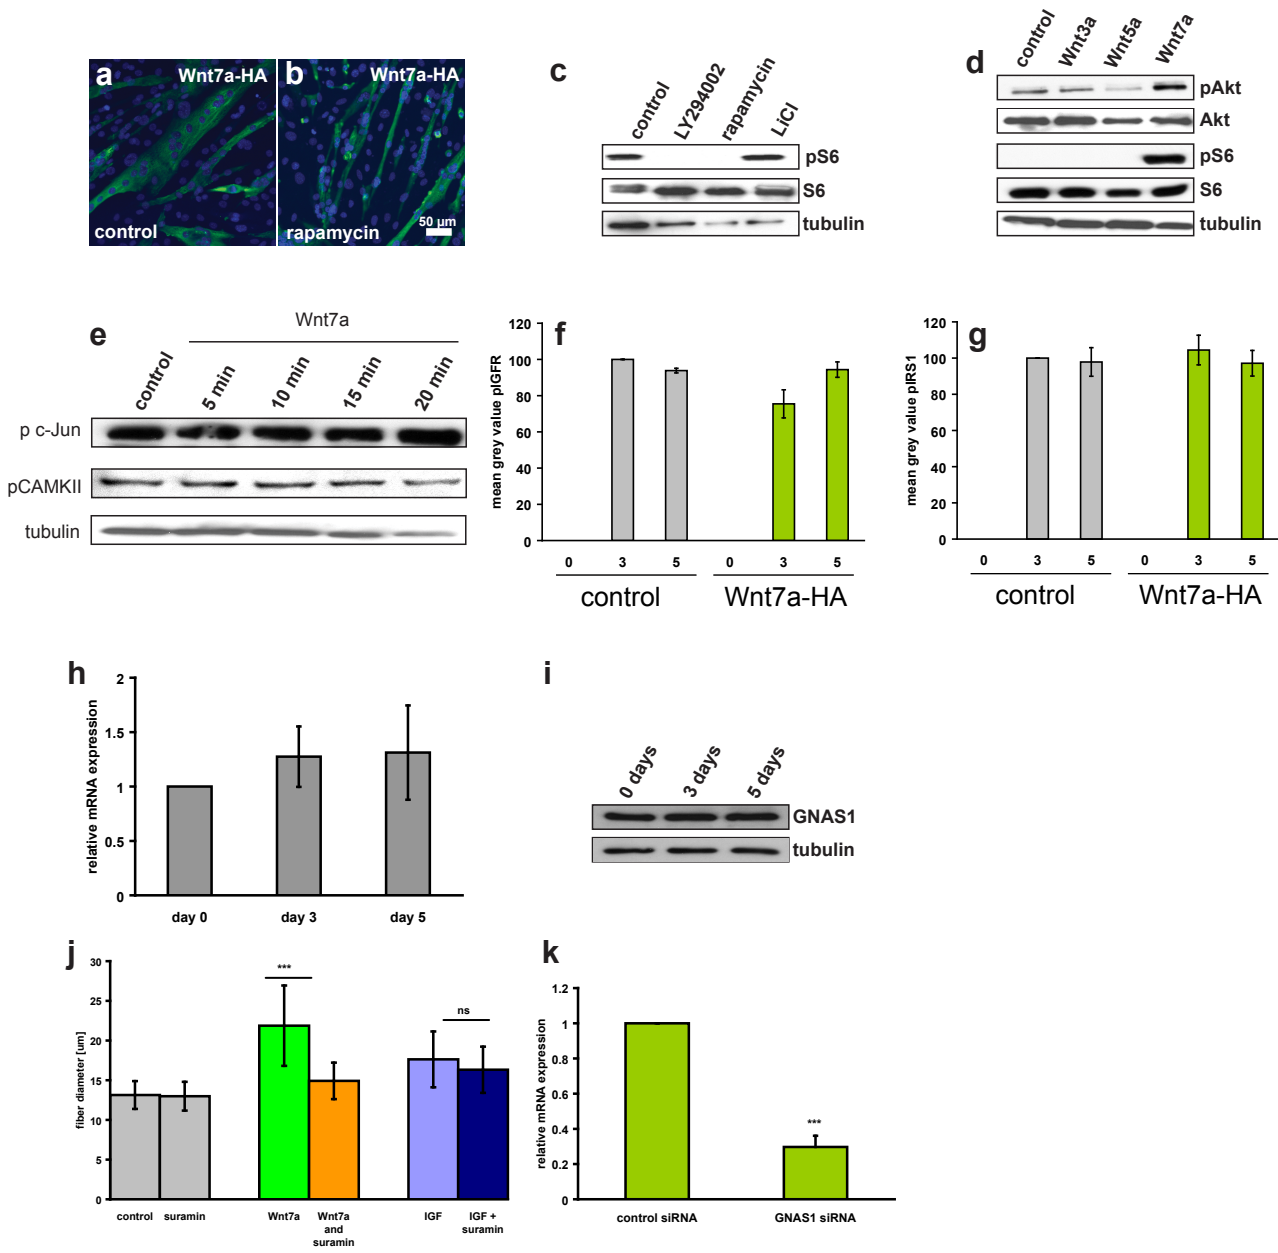 a
Wnt7a-HA
control
b
Wnt7a-HA
rapamycin
50 µm
c
control
LY294002
rapamycin
LiCl
pS6
S6
tubulin
d
control
Wnt3a
Wnt5a
Wnt7a
pAkt
Akt
pS6
S6
tubulin
e
Wnt7a
control
5 min
10 min
15 min
20 min
p c-Jun
pCAMKII
tubulin
f
mean grey value pIGFR
120
100
80
60
40
20
0
0 3 5 0 3 5
control Wnt7a-HA
g
mean grey value pIRS1
120
100
80
60
40
20
0
0 3 5 0 3 5
control Wnt7a-HA
h
relative mRNA expression
2
1.5
1
0.5
0
day 0 day 3 day 5
i
0 days
3 days
5 days
GNAS1
tubulin
j
fiber diameter [um]
30
25
20
15
10
5
0
***
ns
control
suramin
Wnt7a
Wnt7a
and
suramin
IGF
IGF +
suramin
k
relative mRNA expression
1.2
1
0.8
0.6
0.4
0.2
0
***
control siRNA
GNAS1 siRNA